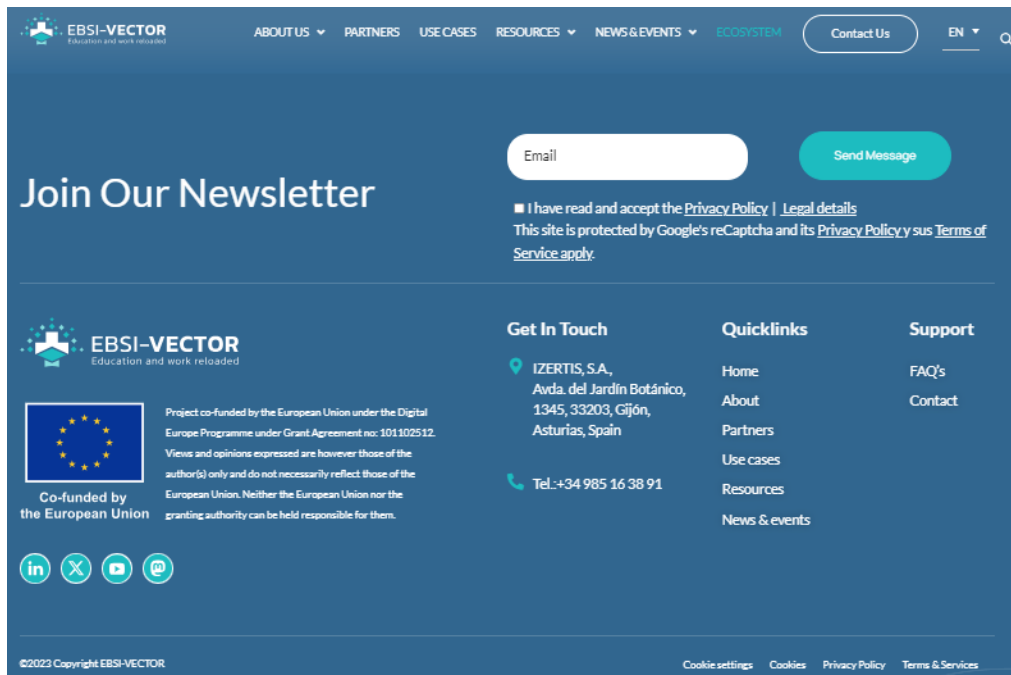 EBSI-VECTOR
Education and work reloaded
ABOUT US
PARTNERS
USE CASES
RESOURCES
NEWS & EVENTS
ECOSYSTEM
Contact Us
EN
Join Our Newsletter
Email
Send Message
I have read and accept the Privacy Policy | Legal details
This site is protected by Google's reCaptcha and its Privacy Policy y sus Terms of
Service apply.
EBSI-VECTOR
Education and work reloaded
Co-funded by
the European Union
Project co-funded by the European Union under the Digital
Europe Programme under Grant Agreement no: 101102512.
Views and opinions expressed are however those of the
author(s) only and do not necessarily reflect those of the
European Union. Neither the European Union nor the
granting authority can be held responsible for them.
in
X
Get In Touch
IZERTIS, S.A.,
Avda. del Jardín Botánico,
1345, 33203, Gijón,
Asturias, Spain
Tel.:+34 985 16 38 91
Quicklinks
Home
About
Partners
Use cases
Resources
News & events
Support
FAQ's
Contact
©2023 Copyright EBSI-VECTOR
Cookie settings
Cookies
Privacy Policy
Terms & Services